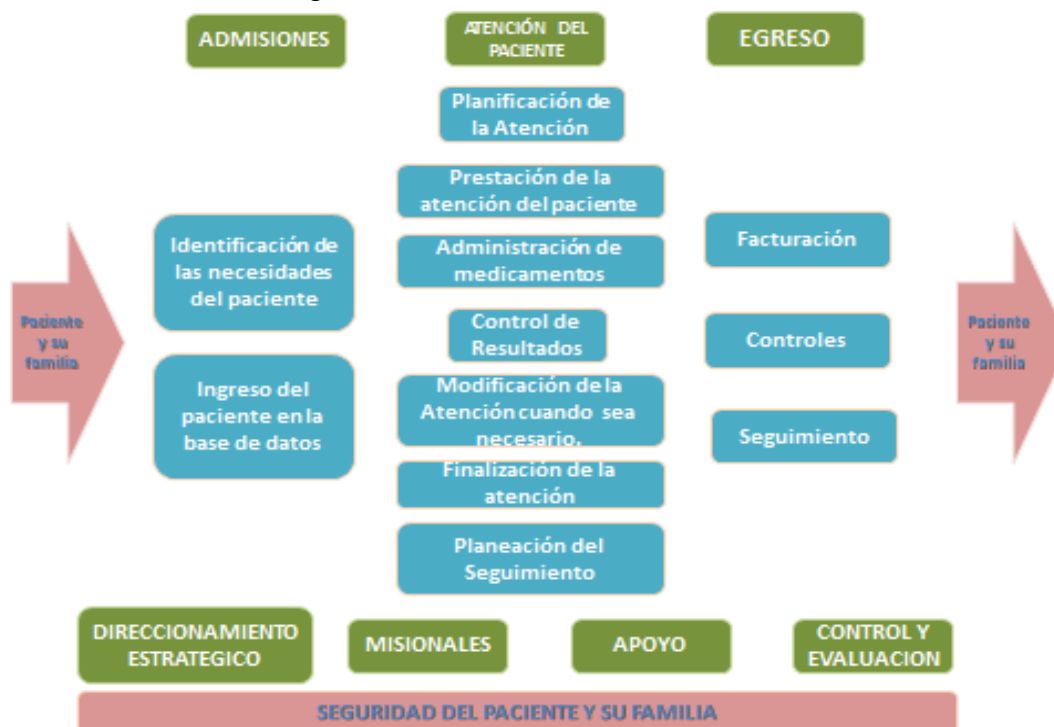 ADMISIONES
ATENCIÓN DEL
PACIENTE
EGRESO
Planificación de
la Atención
Prestación de la
atención del paciente
Administración de
medicamentos
Control de
Resultados
Modificación de la
Atención cuando sea
necesario.
Finalización de la
atención
Planeación del
Seguimiento
Paciente
y su
familia
Identificación de
las necesidades
del paciente
Ingreso del
paciente en la
base de datos
Facturación
Controles
Seguimiento
Paciente
y su
familia
DIRECCIONAMIENTO
ESTRATEGICO
MISIONALES
APOYO
CONTROL Y
EVALUACION
SEGURIDAD DEL PACIENTE Y SU FAMILIA